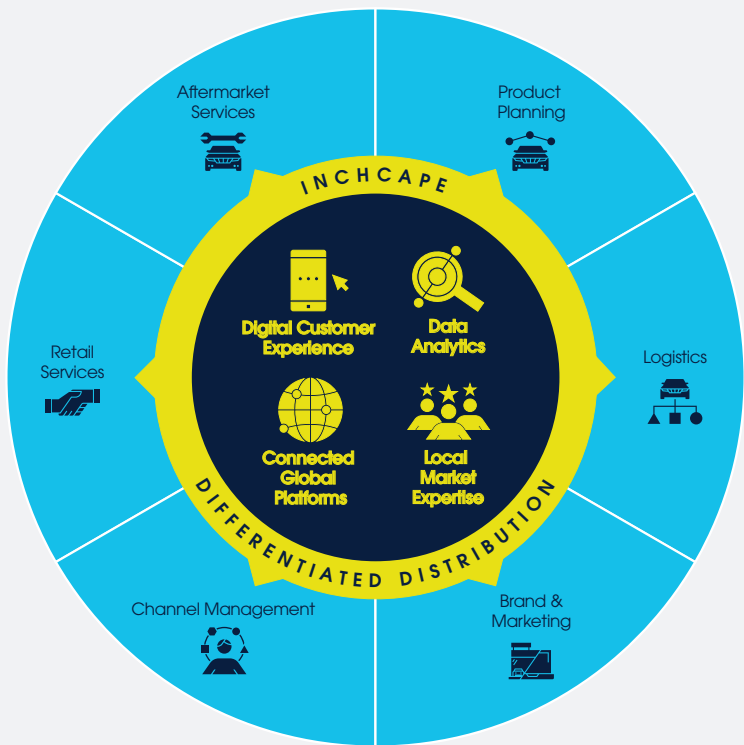 Aftermarket
Services
Product
Planning
INCHCAPE
Digital Customer
Experience
Data
Analytics
Retail
Services
Logistics
Connected
Global
Platforms
Local
Market
Expertise
DIFFERENTIATED DISTRIBUTION
Channel Management
Brand &
Marketing